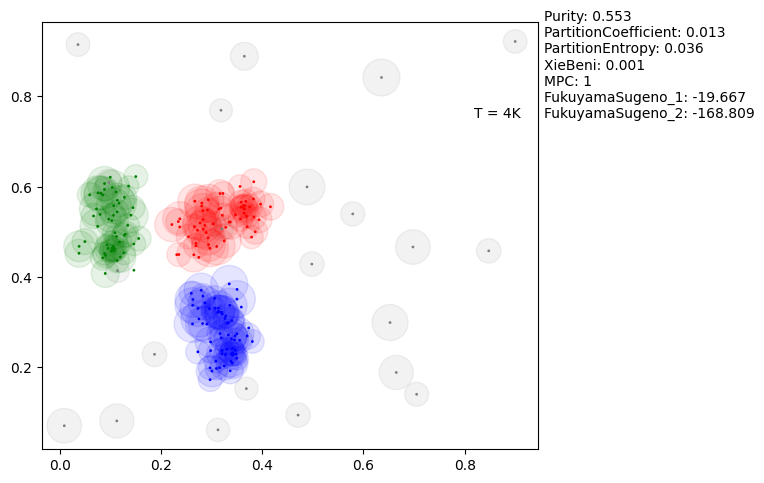 Purity: 0.553
PartitionCoefficient: 0.013
PartitionEntropy: 0.036
XieBeni: 0.001
MPC: 1
FukuyamaSugeno_1: -19.667
FukuyamaSugeno_2: -168.809
T = 4K
0.8
0.6
0.4
0.2
0.0 0.2 0.4 0.6 0.8